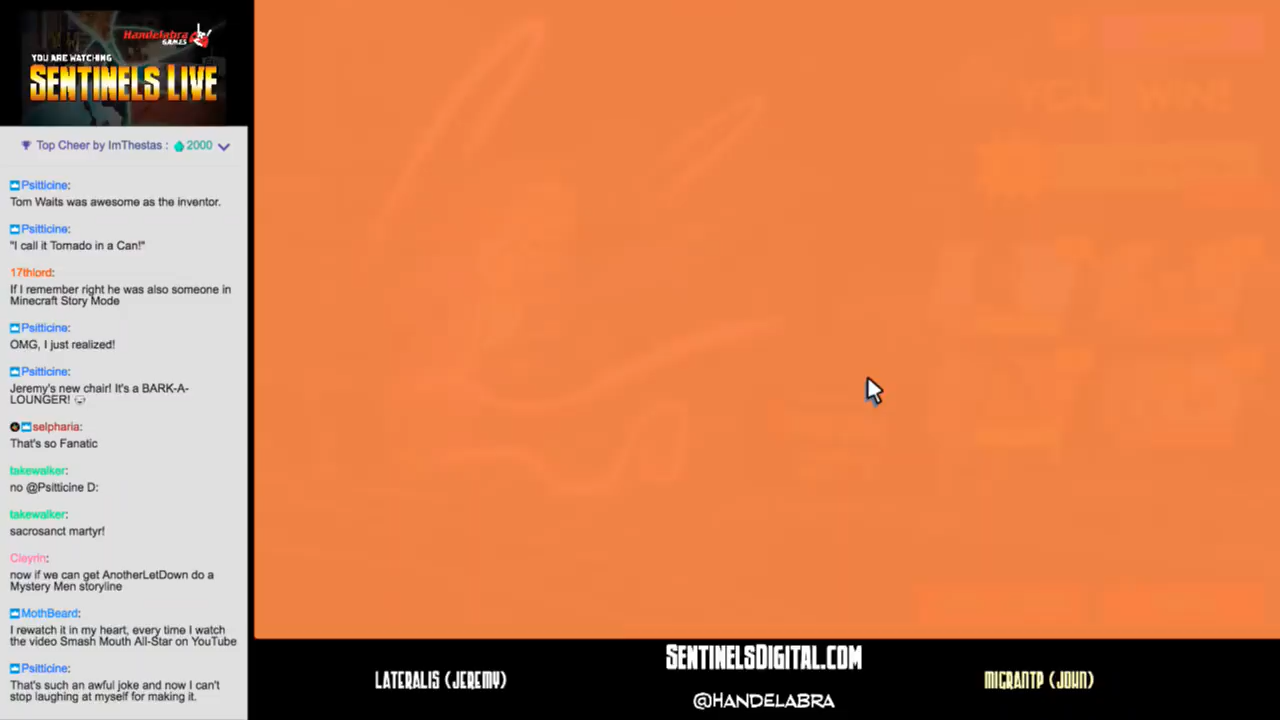 Handelabra
GAMES
YOU ARE WATCHING
SENTINELS LIVE
Top Cheer by ImThestas : 2000
Psitticine:
Tom Waits was awesome as the inventor.
Psitticine:
"I call it Tornado in a Can!"
17thlord:
If I remember right he was also someone in
Minecraft Story Mode
Psitticine:
OMG, I just realized!
Psitticine:
Jeremy's new chair! It's a BARK-A-
LOUNGER!
selpharia:
That's so Fanatic
takewalker:
no @Psitticine D:
takewalker:
sacrosanct martyr!
Cleyrin:
now if we can get AnotherLetDown do a
Mystery Men storyline
MothBeard:
I rewatch it in my heart, every time I watch
the video Smash Mouth All-Star on YouTube
Psitticine:
That's such an awful joke and now I can't
stop laughing at myself for making it.
YOU WIN!
SENTINELSDIGITAL.COM
LATERALIS (JEREMY)
MIGRANTP (JOHN)
@HANDELABRA